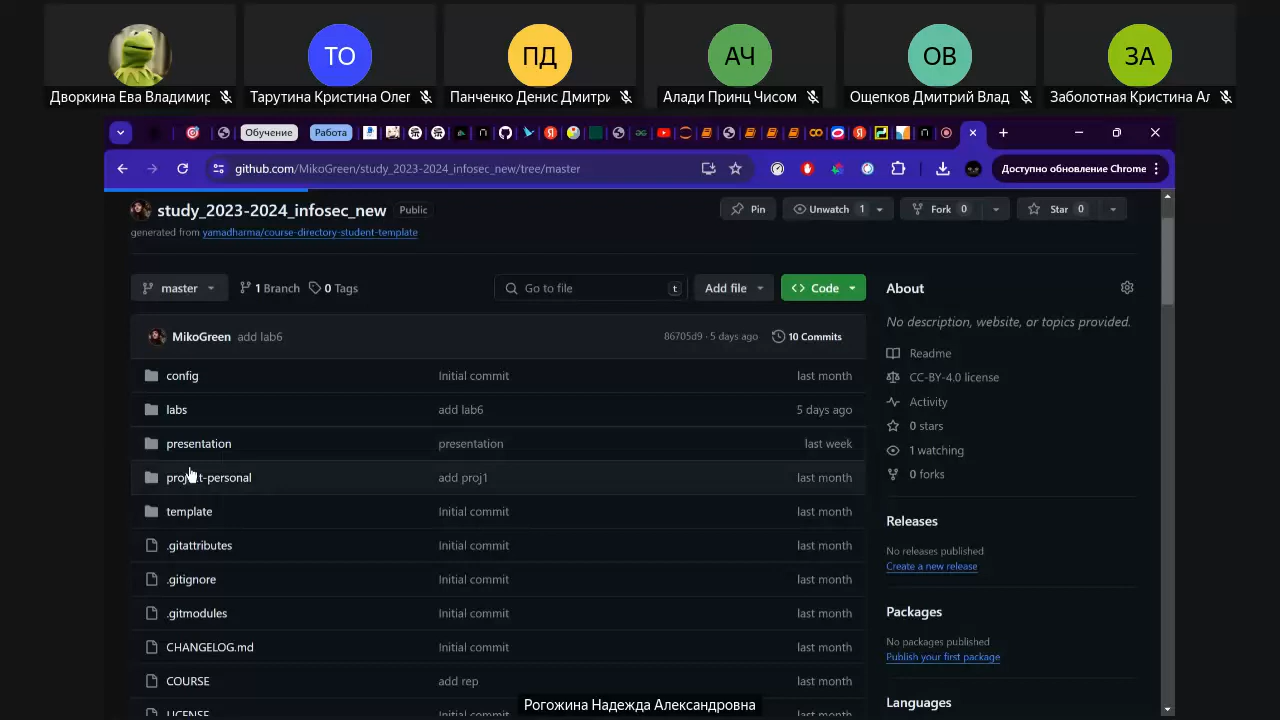 ТО
ПД
АЧ
ОВ
ЗА
Дворкина Ева Владимир
Тарутина Кристина Олег
Панченко Денис Дмитри
Алади Принц Чисом
Ощепков Дмитрий Влад
Заболотная Кристина Ал
Обучение
Работа
github.com/MikoGreen/study_2023-2024_infosec_new/tree/master
Доступно обновление Chrome
study_2023-2024_infosec_new
Public
Pin
Unwatch 1
Fork 0
Star 0
generated from yamadharma/course-directory-student-template
master
1 Branch
0 Tags
Go to file
t
Add file
<> Code
About
No description, website, or topics provided.
MikoGreen add lab6
86705d9 · 5 days ago
10 Commits
config Initial commit last month
labs add lab6 5 days ago
presentation presentation last week
project-personal add proj1 last month
template Initial commit last month
.gitattributes Initial commit last month
.gitignore Initial commit last month
.gitmodules Initial commit last month
CHANGELOG.md Initial commit last month
COURSE add rep last month
LICENSE Initial commit last month
Readme
CC-BY-4.0 license
Activity
0 stars
1 watching
0 forks
Releases
No releases published
Create a new release
Packages
No packages published
Publish your first package
Languages
Рогожина Надежда Александровна